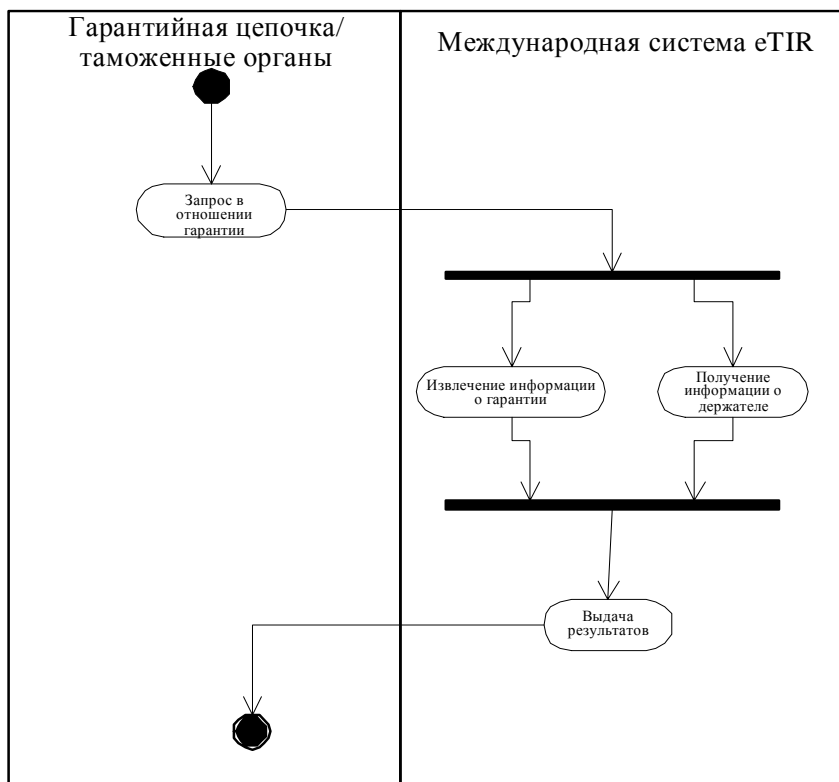 Гарантийная цепочка/
таможенные органы
Международная система eTIR
Запрос в
отношении
гарантии
Извлечение информации
о гарантии
Получение
информации о
держателе
Выдача
результатов